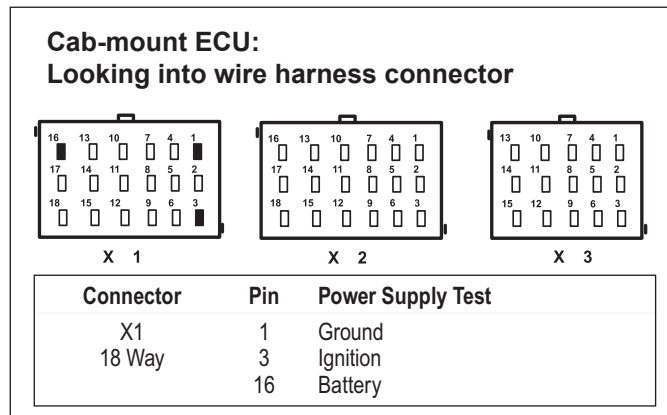 Cab-mount ECU:
Looking into wire harness connector
16 13 10 7 4 1
17 14 11 8 5 2
18 15 12 9 6 3
X 1
16 13 10 7 4 1
17 14 11 8 5 2
18 15 12 9 6 3
X 2
13 10 7 4 1
14 11 8 5 2
15 12 9 6 3
X 3
Connector Pin Power Supply Test
X1 1 Ground
18 Way 3 Ignition
16 Battery